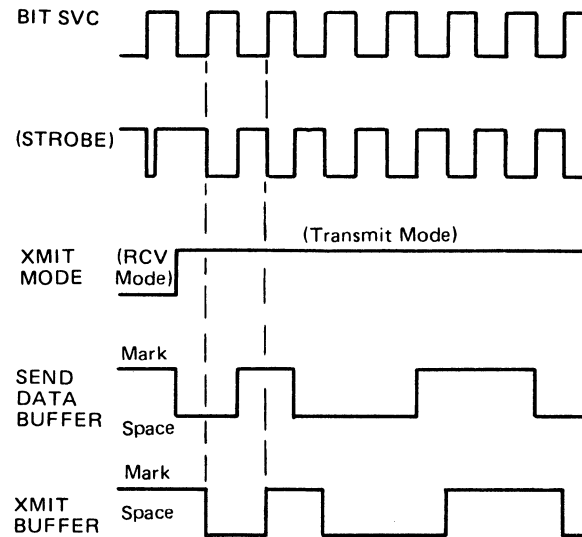 BIT SVC
(STROBE)
(Transmit Mode)
XMIT
MODE
(RCV
Mode)
Mark
SEND
DATA
BUFFER
Space
Mark
XMIT
BUFFER
Space